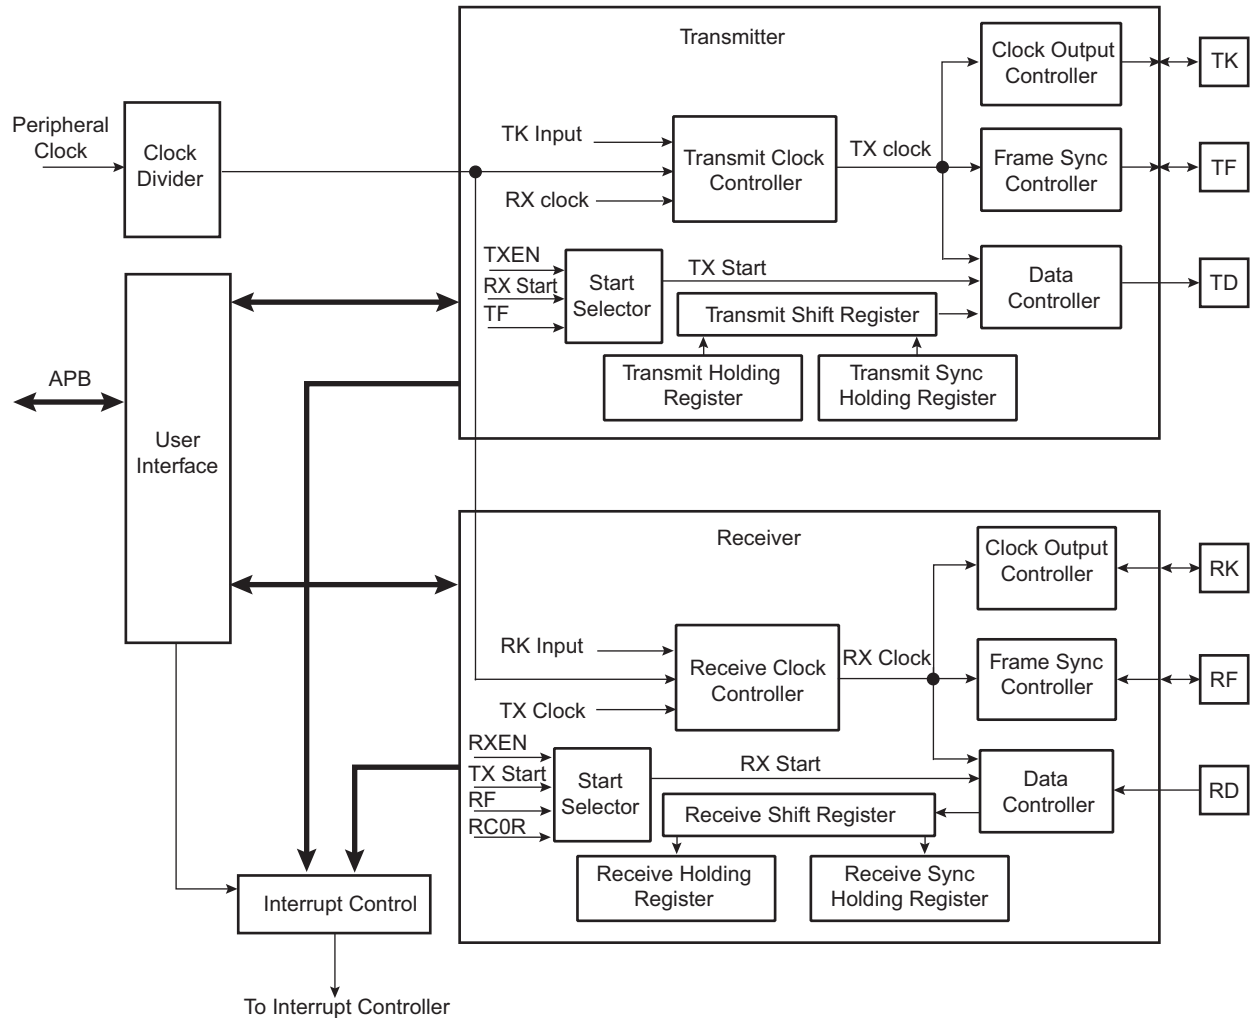 Transmitter
Clock Output
Controller
TK
Peripheral
Clock
Clock
Divider
TK Input
Transmit Clock
Controller
TX clock
Frame Sync
Controller
TF
RX clock
TXEN
RX Start
TF
Start
Selector
TX Start
Data
Controller
TD
Transmit Shift Register
Transmit Holding
Register
Transmit Sync
Holding Register
APB
User
Interface
Receiver
Clock Output
Controller
RK
RK Input
Receive Clock
Controller
RX Clock
Frame Sync
Controller
RF
TX Clock
RXEN
TX Start
RF
RC0R
Start
Selector
RX Start
Data
Controller
RD
Receive Shift Register
Receive Holding
Register
Receive Sync
Holding Register
Interrupt Control
To Interrupt Controller